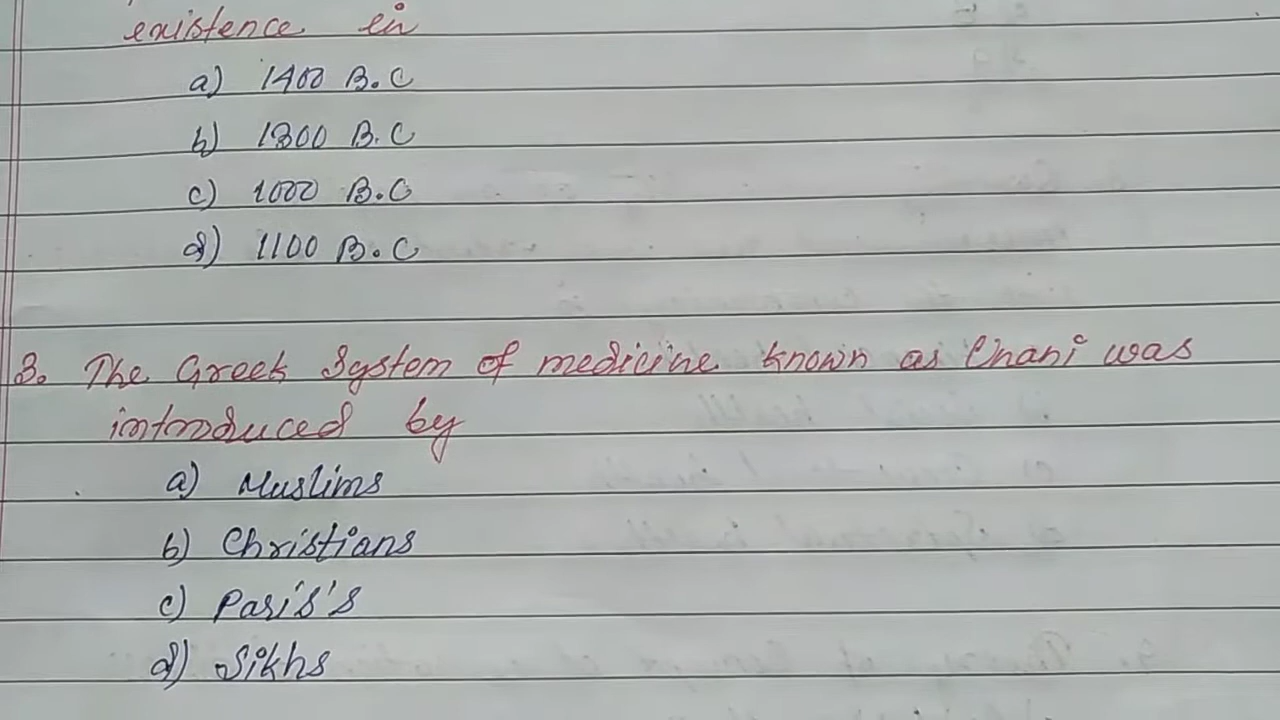 existence in
a) 1400 B.C
b) 1300 B.C
c) 1000 B.C
d) 1100 B.C
3. The Greek System of medicine known as Unani was
introduced by
a) Muslims
b) Christians
c) Parsis's
d) Sikhs